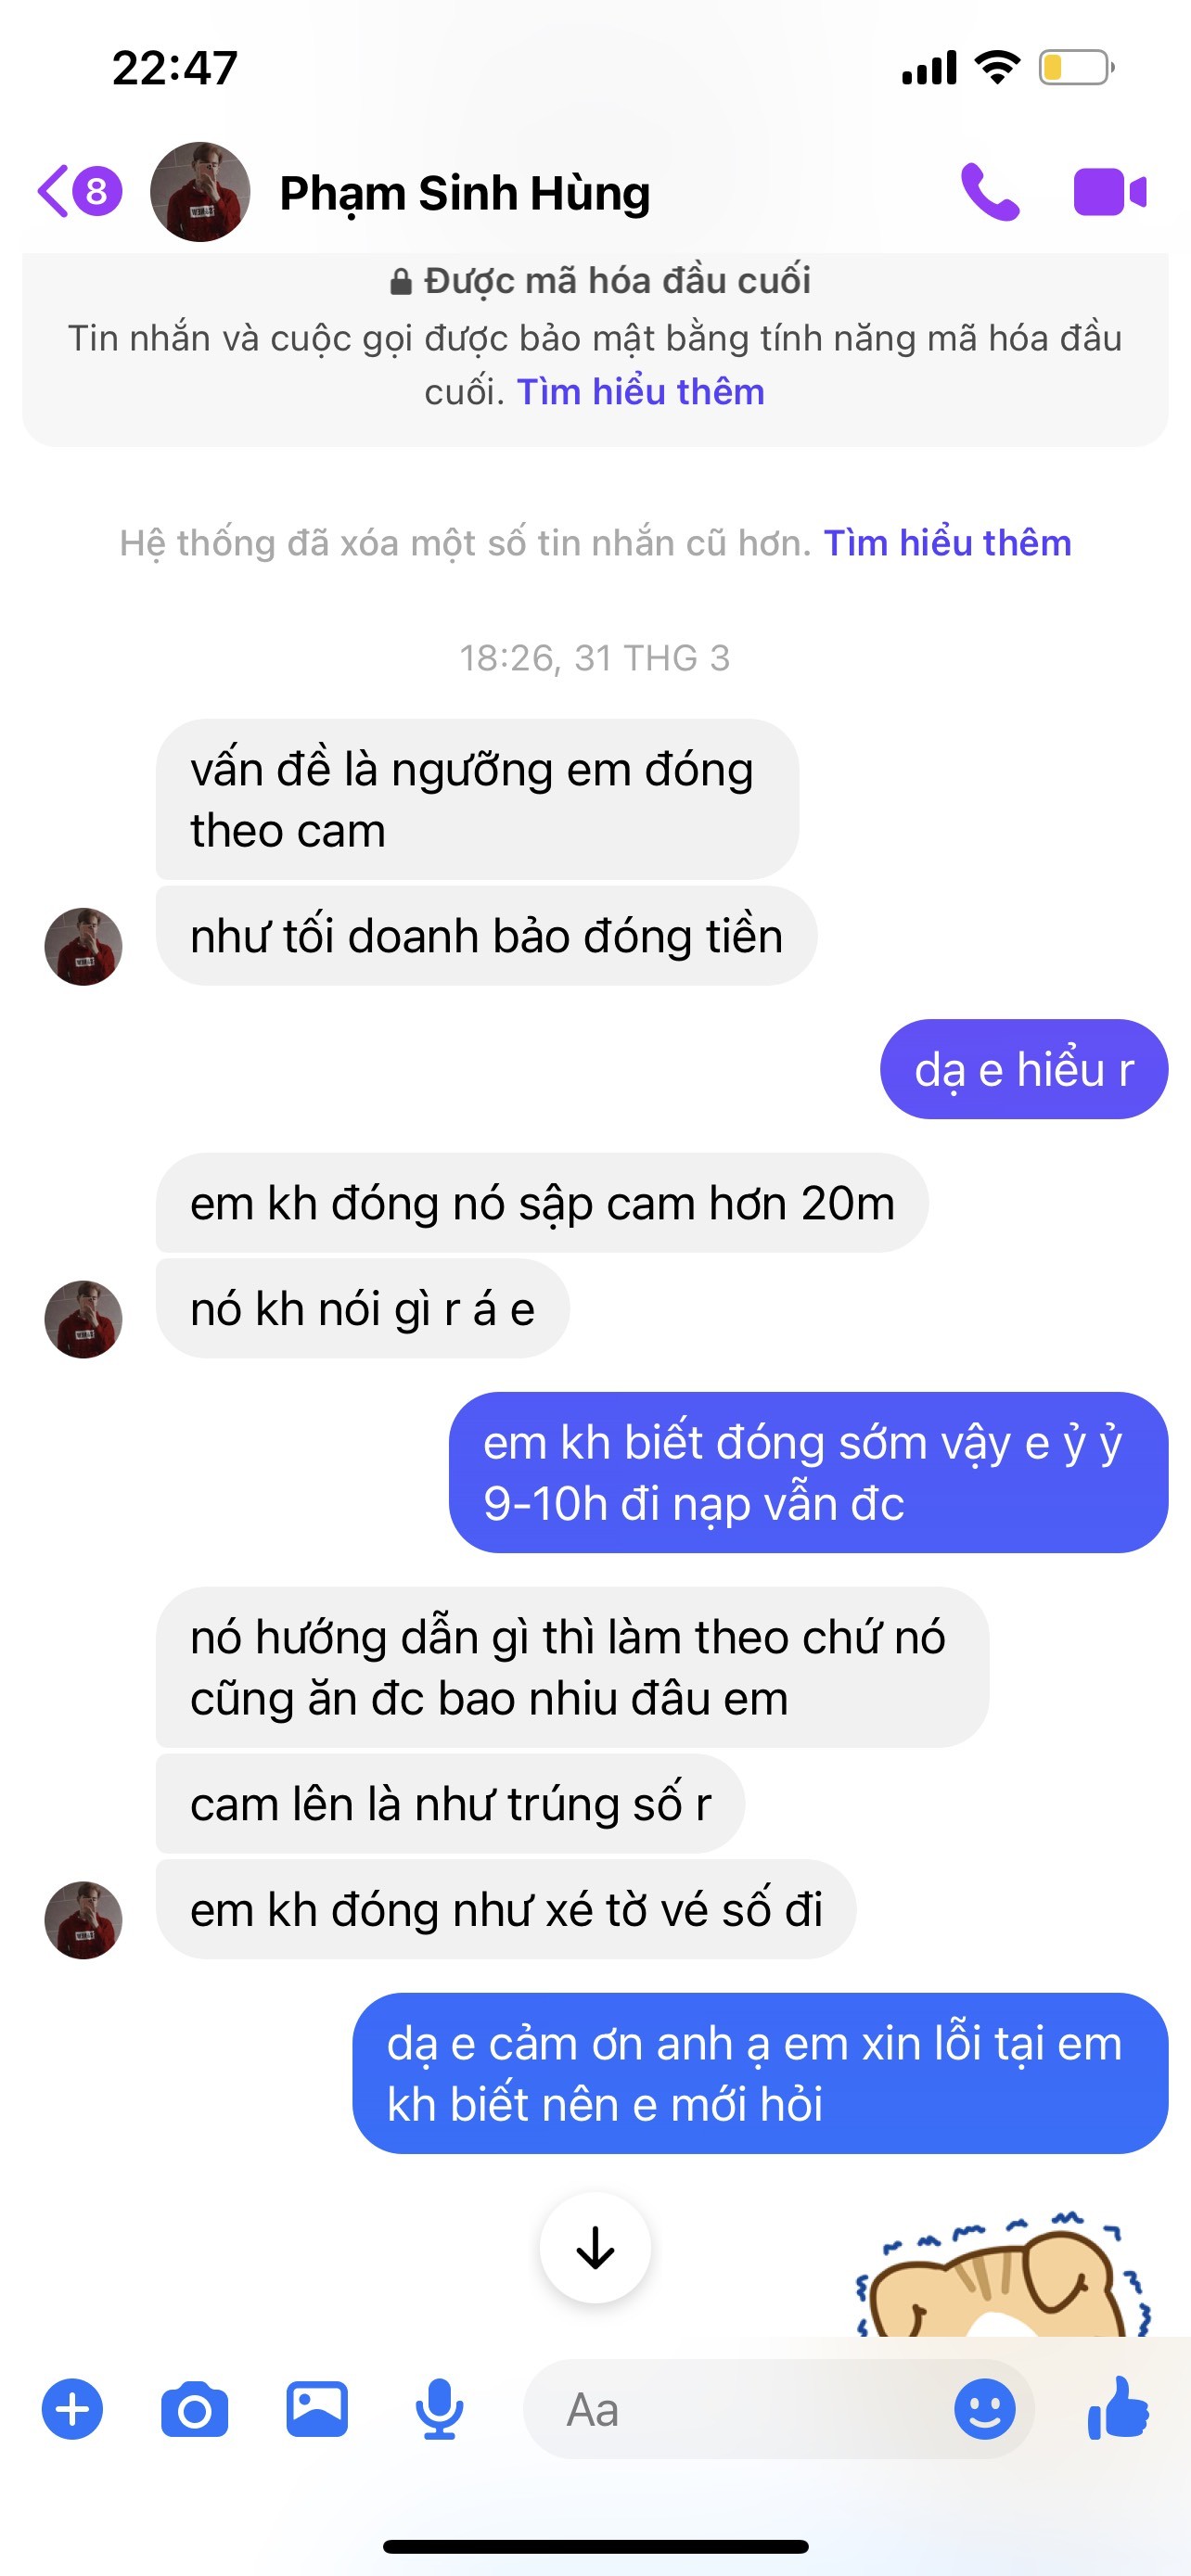 22:47
8
Phạm Sinh Hùng
Được mã hóa đầu cuối
Tin nhắn và cuộc gọi được bảo mật bằng tính năng mã hóa đầu
cuối. Tìm hiểu thêm
Hệ thống đã xóa một số tin nhắn cũ hơn. Tìm hiểu thêm
18:26, 31 THG 3
vấn đề là ngưỡng em đóng
theo cam
như tối doanh bảo đóng tiền
dạ e hiểu r
em kh đóng nó sập cam hơn 20m
nó kh nói gì r á e
em kh biết đóng sớm vậy e ỷ ỷ
9-10h đi nạp vẫn đc
nó hướng dẫn gì thì làm theo chứ nó
cũng ăn đc bao nhiu đâu em
cam lên là như trúng số r
em kh đóng như xé tờ vé số đi
dạ e cảm ơn anh ạ em xin lỗi tại em
kh biết nên e mới hỏi
Aa